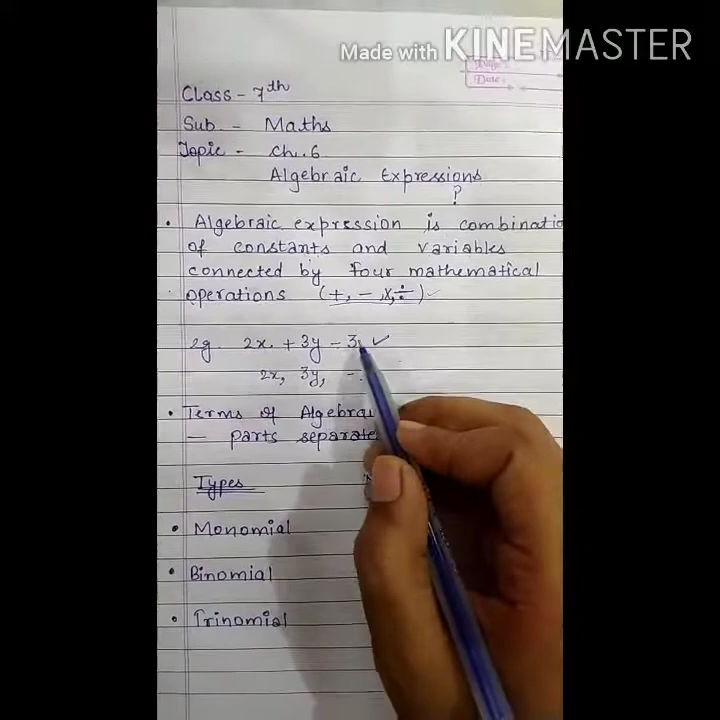 Made with KINEMASTER
Date:
Class - 7th
Sub. - Maths
Topic - Ch. 6
Algebraic Expressions
?
• Algebraic expression is combinatio
of constants and variables
connected by four mathematical
operations (+, -, x, ÷) ✓
eg. 2x + 3y - 3 ✓
2x, 3y, -
• Terms of Algebrai
- parts separate
Types
• Monomial
• Binomial
• Trinomial